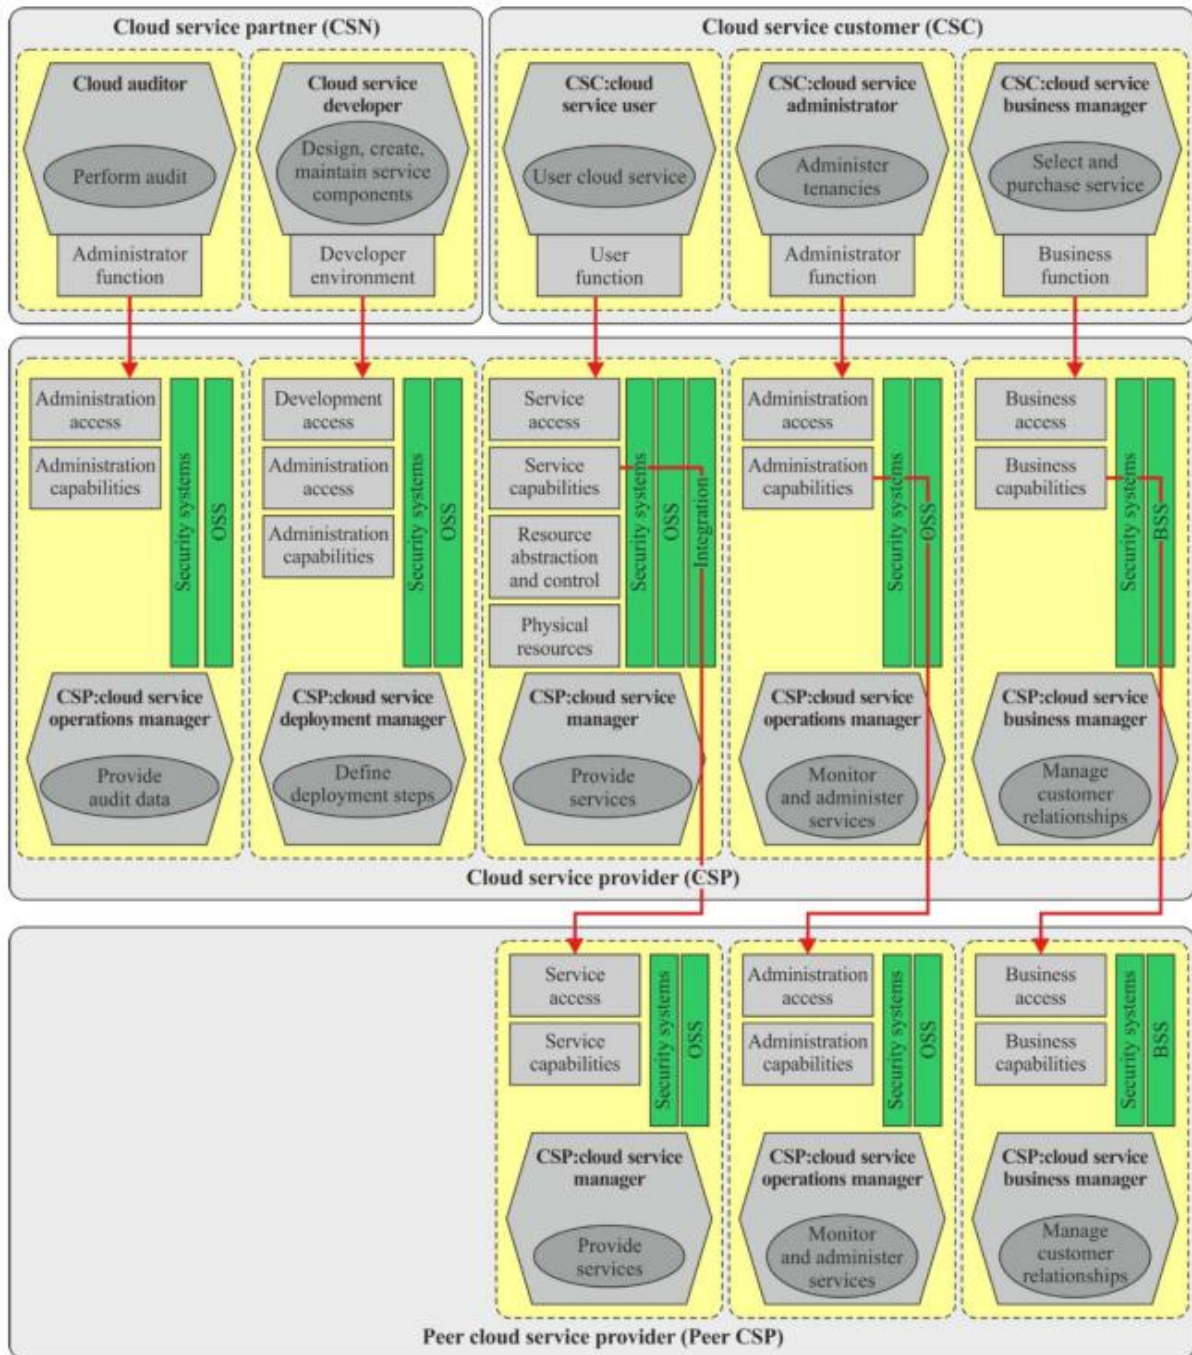 Cloud service partner (CSN)
Cloud auditor
Perform audit
Administrator
function
Cloud service
developer
Design, create,
maintain service
components
Developer
environment
Cloud service customer (CSC)
CSC:cloud
service user
User cloud service
User
function
CSC:cloud service
administrator
Administer
tenancies
Administrator
function
CSC:cloud service
business manager
Select and
purchase service
Business
function
Administration
access
Administration
capabilities
Security systems
OSS
CSP:cloud service
operations manager
Provide
audit data
Development
access
Administration
access
Administration
capabilities
Security systems
OSS
CSP:cloud service
deployment manager
Define
deployment steps
Service
access
Service
capabilities
Resource
abstraction
and control
Physical
resources
Security systems
OSS
Integration
CSP:cloud service
manager
Provide
services
Administration
access
Administration
capabilities
Security systems
OSS
CSP:cloud service
operations manager
Monitor
and administer
services
Business
access
Business
capabilities
Security systems
BSS
CSP:cloud service
business manager
Manage
customer
relationships
Cloud service provider (CSP)
Service
access
Service
capabilities
Security systems
OSS
CSP:cloud service
manager
Provide
services
Administration
access
Administration
capabilities
Security systems
OSS
CSP:cloud service
operations manager
Monitor
and administer
services
Business
access
Business
capabilities
Security systems
BSS
CSP:cloud service
business manager
Manage
customer
relationships
Peer cloud service provider (Peer CSP)